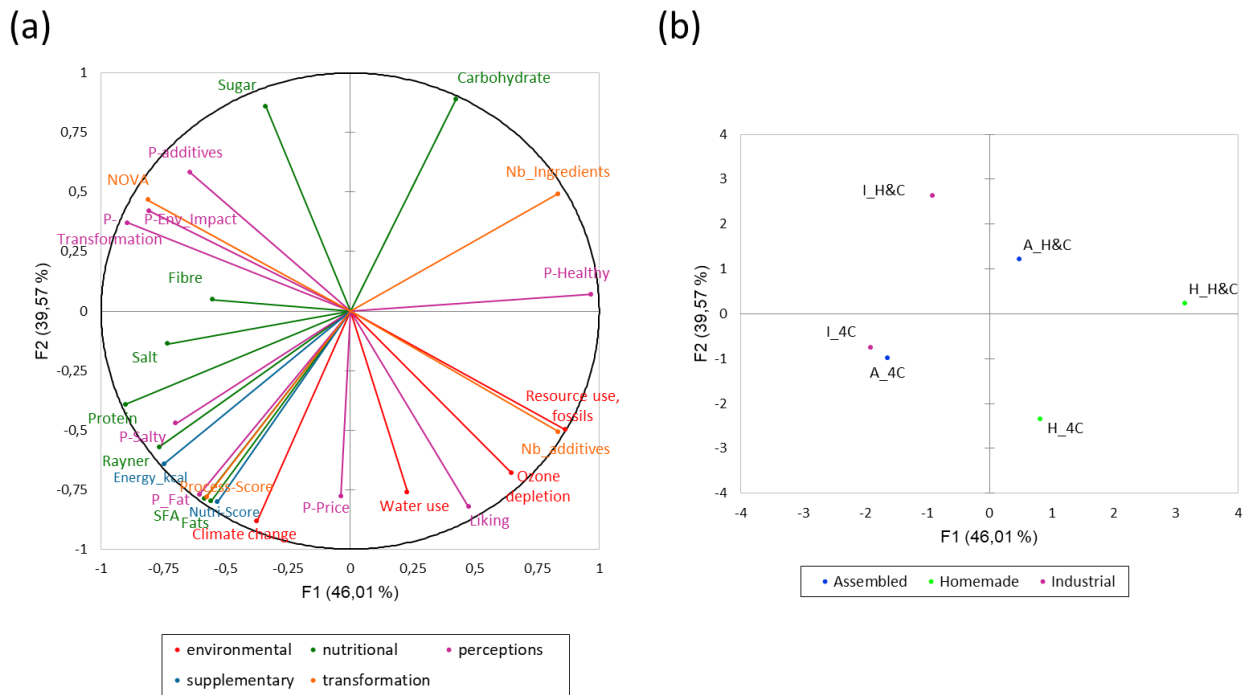 (a)
(b)
1
0,75
0,5
0,25
0
-0,25
-0,5
-0,75
-1
F2 (39,57 %)
Sugar
Carbohydrate
P-additives
NOVA
Nb_Ingredients
P-Env_Impact
P-
Transformation
P-Healthy
Fibre
Salt
Resource use,
fossils
Protein
P-Salty
Nb_additives
Rayner
Energy_kcal
Process-Score
Ozone
depletion
P_Fat
P-Price
Water use
SFA
Fats
Nutri-Score
Liking
Climate change
-1
-0,75
-0,5
-0,25
0
0,25
0,5
0,75
1
F1 (46,01 %)
environmental
nutritional
perceptions
supplementary
transformation
4
3
2
1
0
-1
-2
-3
-4
F2 (39,57 %)
I_H&C
A_H&C
H_H&C
I_4C
A_4C
H_4C
-4
-3
-2
-1
0
1
2
3
4
F1 (46,01 %)
Assembled
Homemade
Industrial